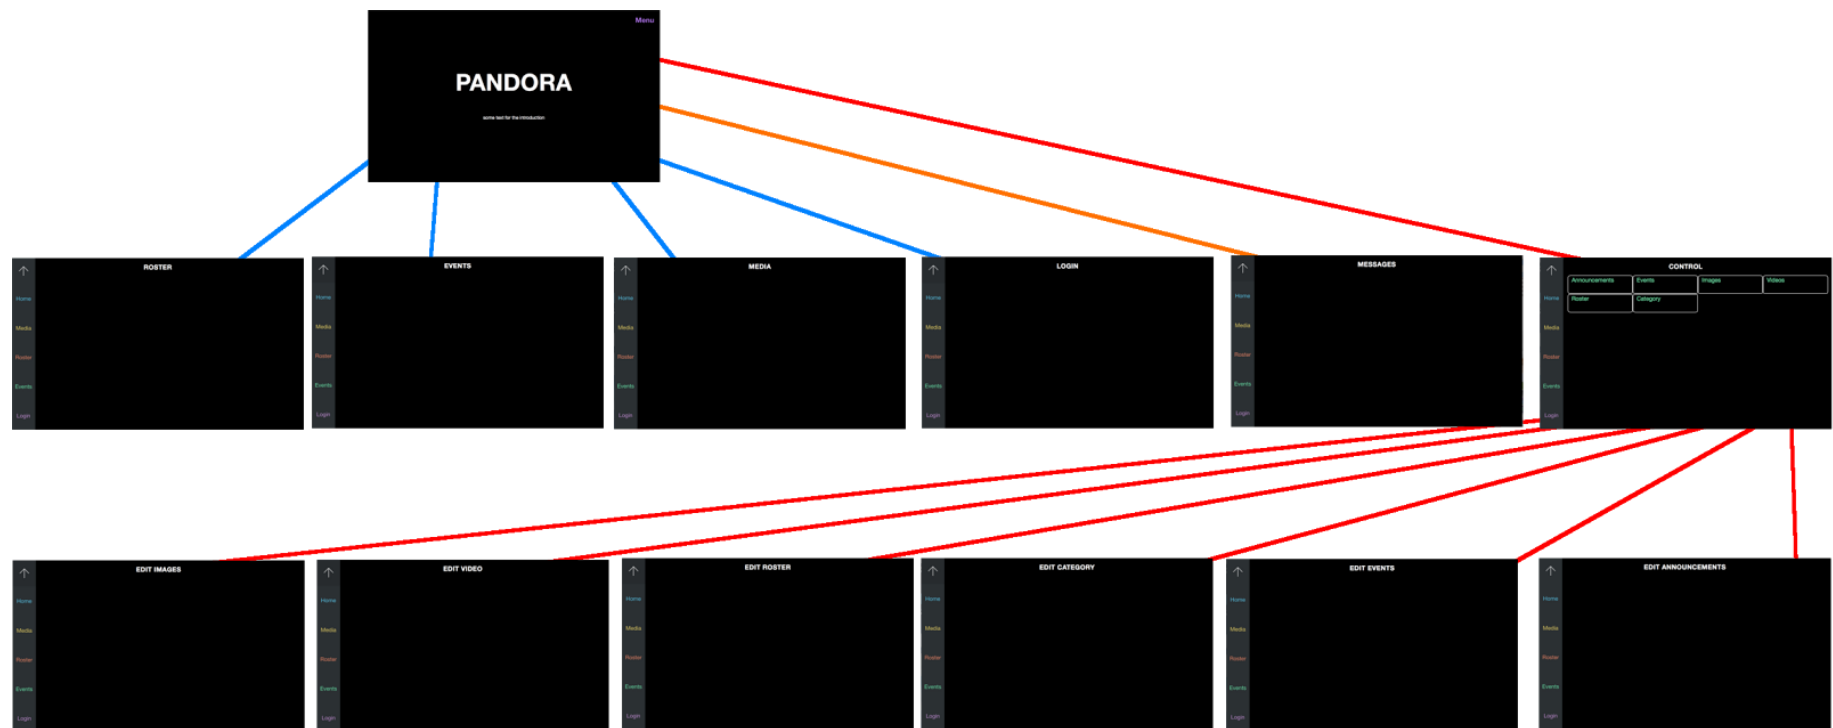 Menu
PANDORA
some text for the introduction
ROSTER
Home
Media
Roster
Events
Login
EVENTS
Home
Media
Roster
Events
Login
MEDIA
Home
Media
Roster
Events
Login
LOGIN
Home
Media
Roster
Events
Login
MESSAGES
Home
Media
Roster
Events
Login
CONTROL
Announcements Events Images Videos
Roster Category
Home
Media
Roster
Events
Login
EDIT IMAGES
Home
Media
Roster
Events
Login
EDIT VIDEO
Home
Media
Roster
Events
Login
EDIT ROSTER
Home
Media
Roster
Events
Login
EDIT CATEGORY
Home
Media
Roster
Events
Login
EDIT EVENTS
Home
Media
Roster
Events
Login
EDIT ANNOUNCEMENTS
Home
Media
Roster
Events
Login